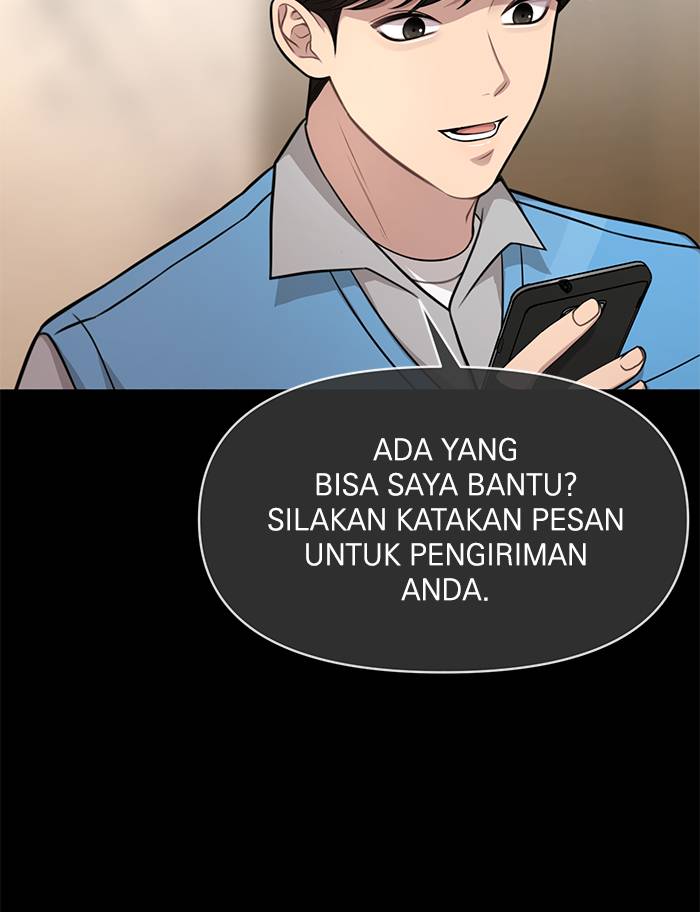 ADA YANG
BISA SAYA BANTU?
SILAKAN KATAKAN PESAN
UNTUK PENGIRIMAN
ANDA.